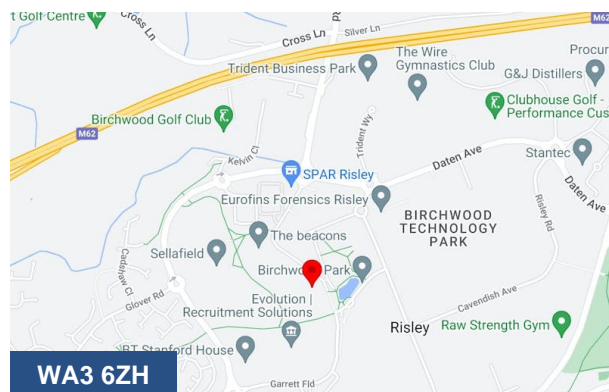 t Golf Centre
Cross Ln
Silver Ln
Cross Ln
The Wire
Gymnastics Club
Procur
Trident Business Park
G&J Distillers
M62
Clubhouse Golf -
Performance Cus
Birchwood Golf Club
M62
Trident Wy
Kelvin Cl
Daten Ave
Stantec
SPAR Risley
Daten Ave
Eurofins Forensics Risley
Risley Rd
BIRCHWOOD
TECHNOLOGY
PARK
The beacons
Sellafield
Cadshaw Cl
Birchwood Park
Glover Rd
Cavendish Ave
Evolution |
Recruitment Solutions
Risley
Raw Strength Gym
BT Stanford House
WA3 6ZH
Garrett Fld